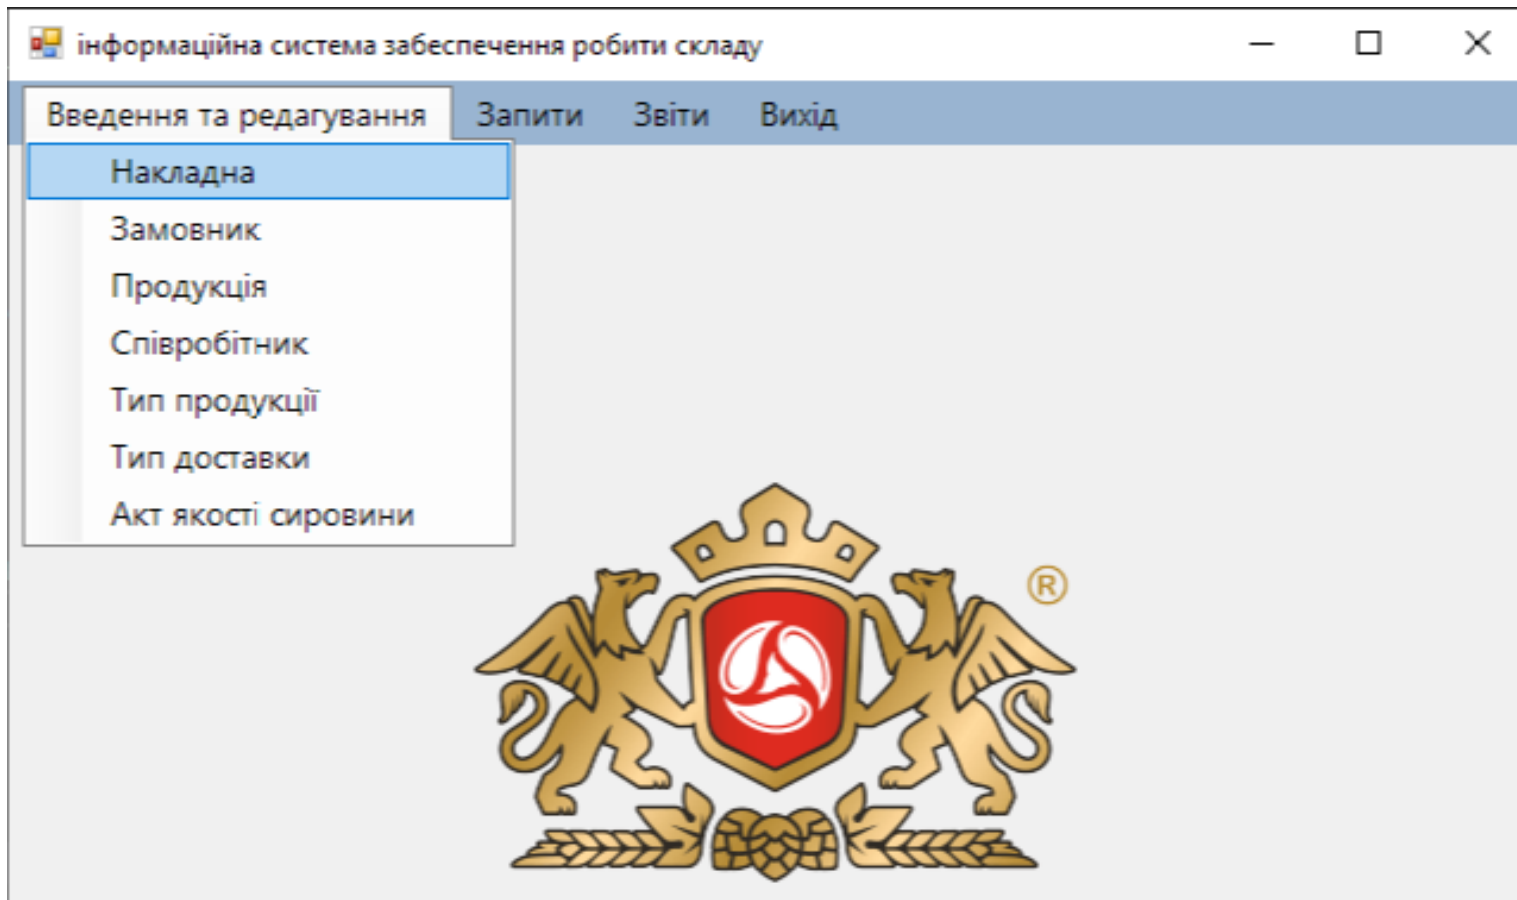 інформаційна система забеспечення робити складу
Введення та редагування Запити Звіти Вихід
Накладна
Замовник
Продукція
Співробітник
Тип продукції
Тип доставки
Акт якості сировини
®